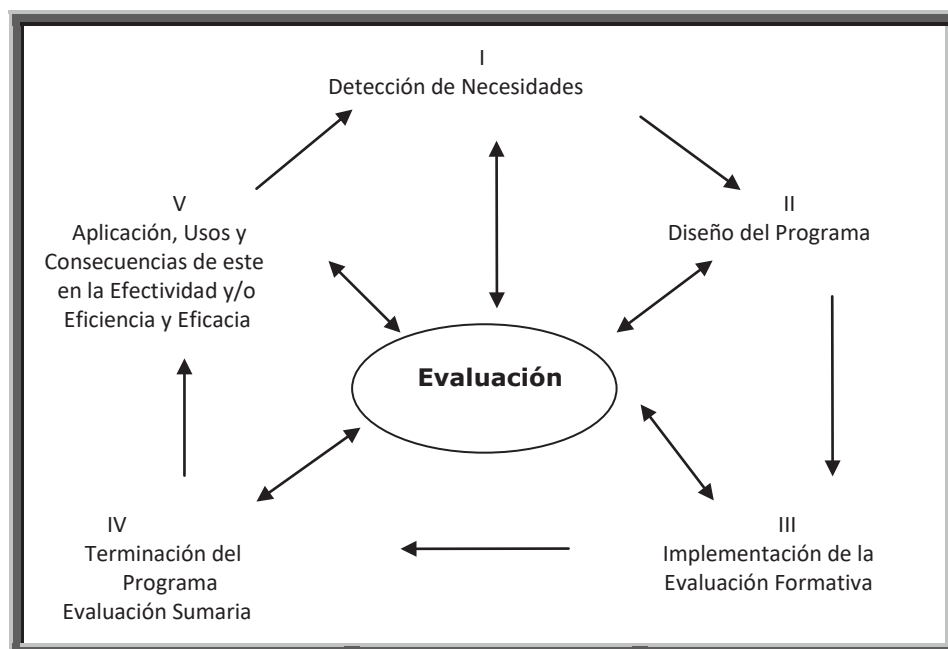 I
Detección de Necesidades
II
Diseño del Programa
V
Aplicación, Usos y
Consecuencias de este
en la Efectividad y/o
Eficiencia y Eficacia
Evaluación
III
Implementación de la
Evaluación Formativa
IV
Terminación del
Programa
Evaluación Sumaria